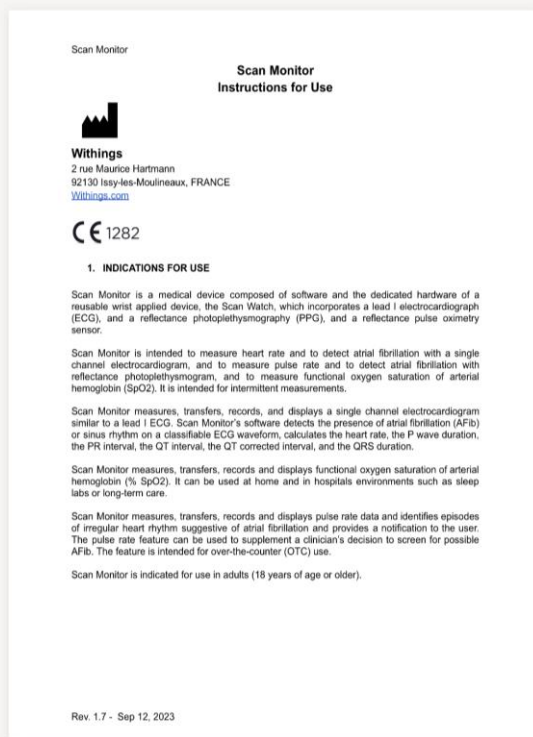 Scan Monitor
Scan Monitor
Instructions for Use
Withings
2 rue Maurice Hartmann
92130 Issy-les-Moulineaux, FRANCE
Withings.com
CE 1282
1. INDICATIONS FOR USE
Scan Monitor is a medical device composed of software and the dedicated hardware of a
reusable wrist applied device, the Scan Watch, which incorporates a lead I electrocardiograph
(ECG), and a reflectance photoplethysmography (PPG), and a reflectance pulse oximetry
sensor.
Scan Monitor is intended to measure heart rate and to detect atrial fibrillation with a single
channel electrocardiogram, and to measure pulse rate and to detect atrial fibrillation with
reflectance photoplethysmogram, and to measure functional oxygen saturation of arterial
hemoglobin (SpO2). It is intended for intermittent measurements.
Scan Monitor measures, transfers, records, and displays a single channel electrocardiogram
similar to a lead I ECG. Scan Monitor's software detects the presence of atrial fibrillation (AFib)
or sinus rhythm on a classifiable ECG waveform, calculates the heart rate, the P wave duration,
the PR interval, the QT interval, the QT corrected interval, and the QRS duration.
Scan Monitor measures, transfers, records and displays functional oxygen saturation of arterial
hemoglobin (% SpO2). It can be used at home and in hospitals environments such as sleep
labs or long-term care.
Scan Monitor measures, transfers, records and displays pulse rate data and identifies episodes
of irregular heart rhythm suggestive of atrial fibrillation and provides a notification to the user.
The pulse rate feature can be used to supplement a clinician's decision to screen for possible
AFib. The feature is intended for over-the-counter (OTC) use.
Scan Monitor is indicated for use in adults (18 years of age or older).
Rev. 1.7 - Sep 12, 2023